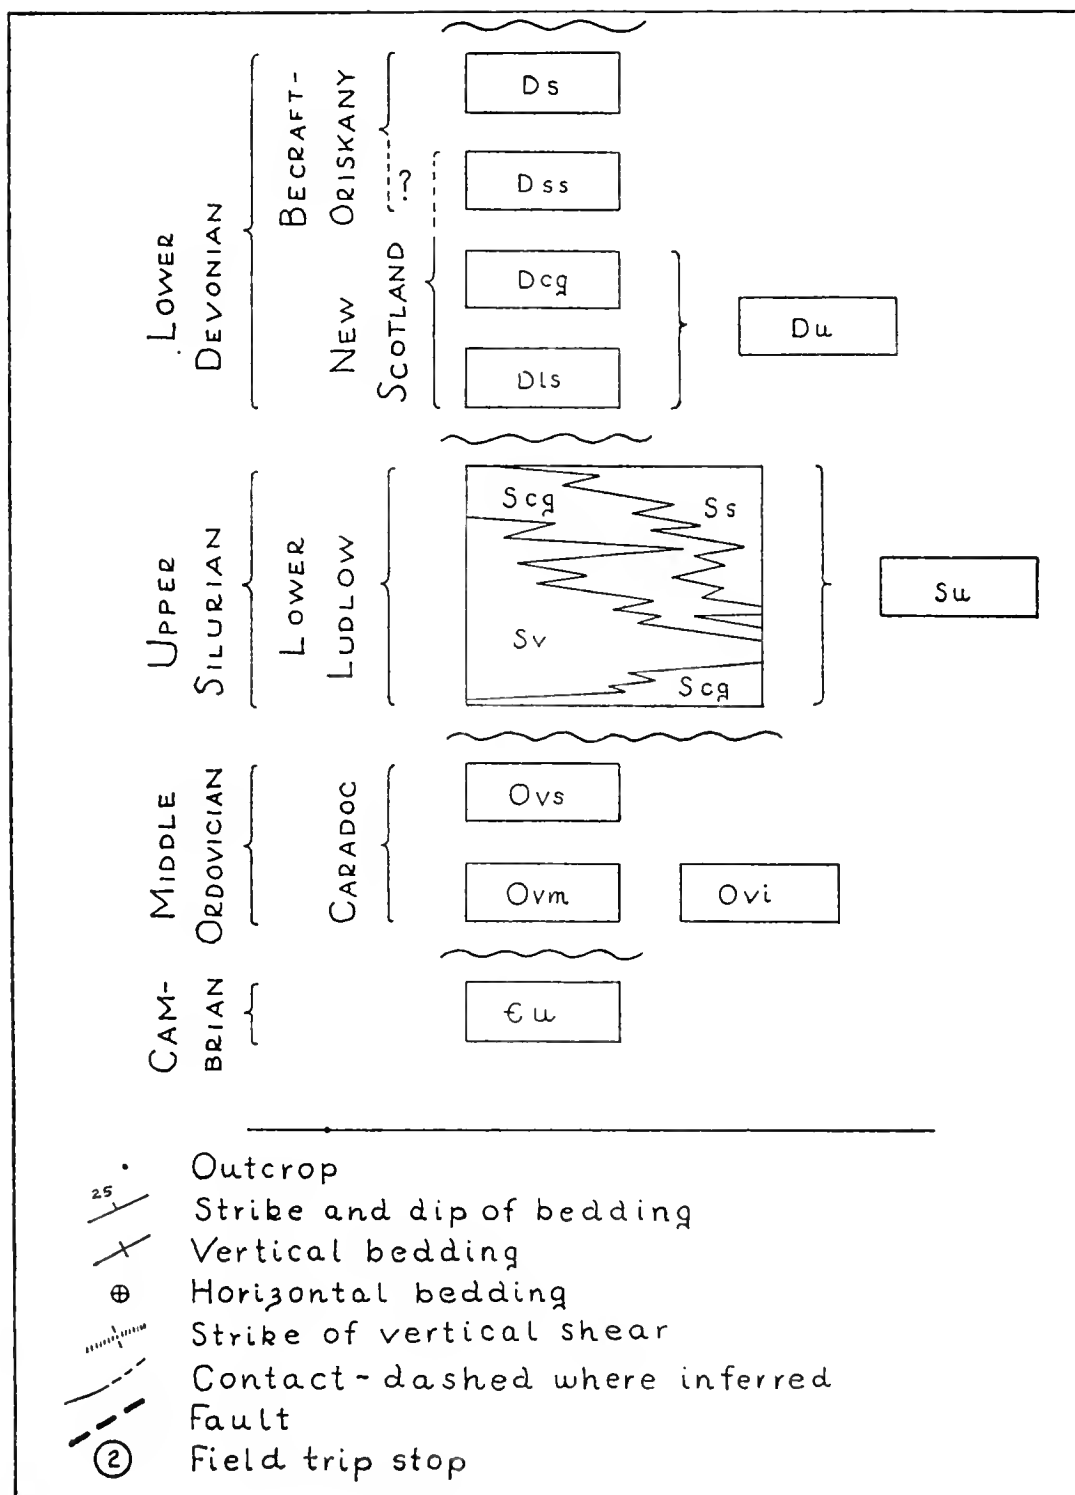 LOWER
DEVONIAN
BECRAFT-
ORISKANY
?
NEW
SCOTLAND
Ds
Dss
Dcg
Dls
Du
UPPER
SILURIAN
LOWER
LUDLOW
Scg
Ss
Sv
Scg
Su
MIDDLE
ORDOVICIAN
CARADOC
Ovs
Ovm
Ovi
CAM-
BRIAN
Єu
Outcrop
25
Strike and dip of bedding
Vertical bedding
Horizontal bedding
Strike of vertical shear
Contact - dashed where inferred
Fault
2
Field trip stop